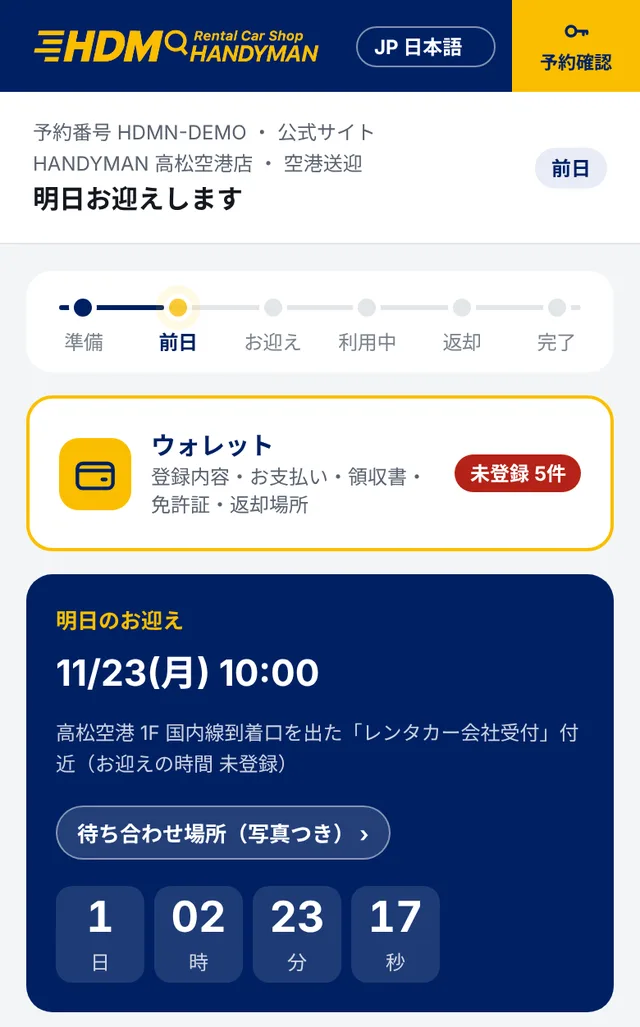 HDM Rental Car Shop
HANDYMAN
JP 日本語
予約確認
予約番号 HDMN-DEMO ・ 公式サイト
HANDYMAN 高松空港店 ・ 空港送迎
明日お迎えします
前日
準備
前日
お迎え
利用中
返却
完了
ウォレット
登録内容・お支払い・領収書・
免許証・返却場所
未登録 5件
明日のお迎え
11/23(月) 10:00
高松空港 1F 国内線到着口を出た「レンタカー会社受付」付
近（お迎えの時間 未登録）
待ち合わせ場所（写真つき） ›
1
日
02
時
23
分
17
秒